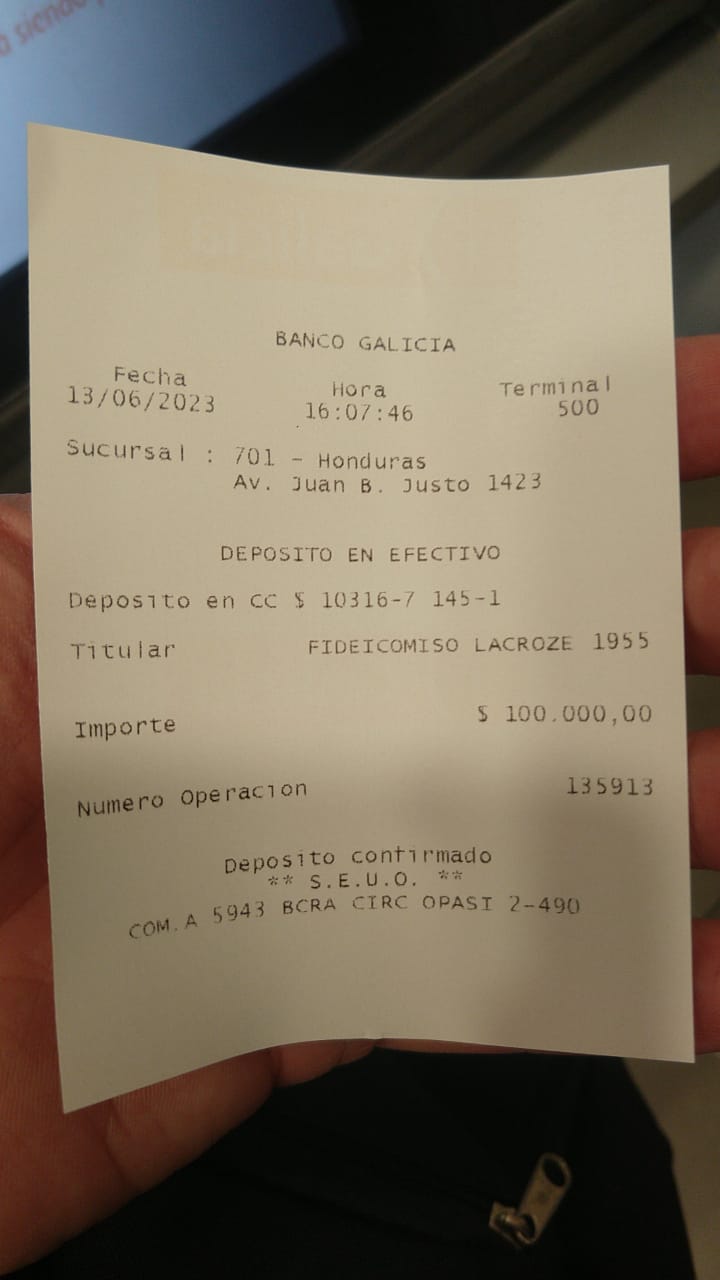 a siendo
Galicia
BANCO GALICIA
Fecha Hora Terminal
13/06/2023 16:07:46 500
Sucursal : 701 - Honduras
Av. Juan B. Justo 1423
DEPOSITO EN EFECTIVO
Deposito en CC $ 10316-7 145-1
Titular FIDEICOMISO LACROZE 1955
Importe $ 100.000,00
Numero Operacion 135913
Deposito confirmado
** S.E.U.O. **
COM.A 5943 BCRA CIRC OPASI 2-490